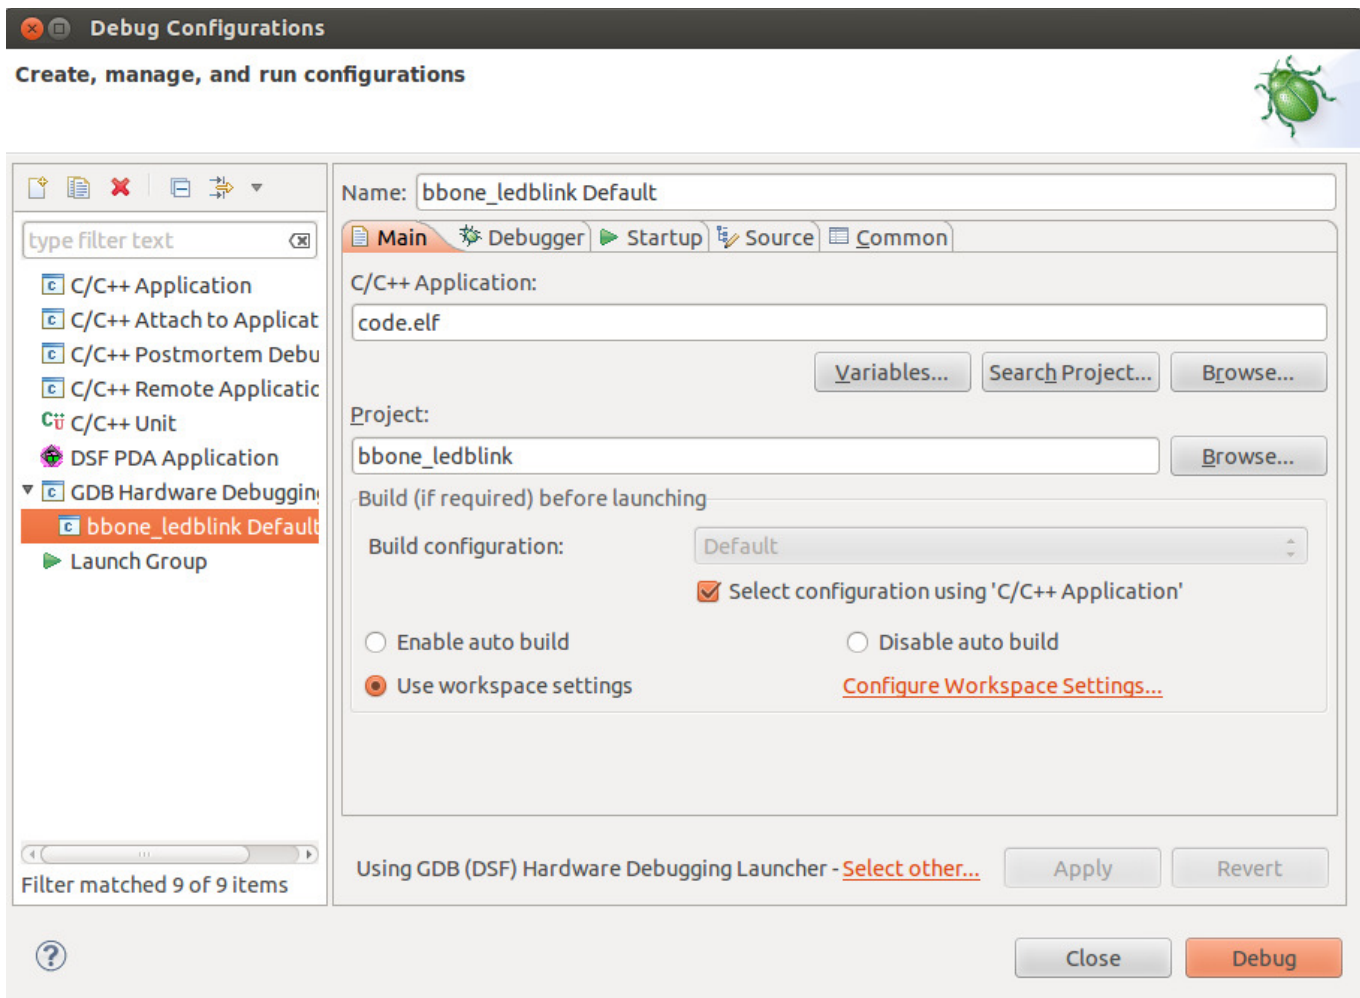 Debug Configurations
Create, manage, and run configurations
Name: bbone_ledblink Default
type filter text
Main Debugger Startup Source Common
C/C++ Application
C/C++ Attach to Applicat
C/C++ Postmortem Debu
C/C++ Remote Applicatic
C/C++ Unit
DSF PDA Application
GDB Hardware Debuggin
bbone_ledblink Default
Launch Group
Filter matched 9 of 9 items
C/C++ Application:
code.elf
Variables... Search Project... Browse...
Project:
bbone_ledblink Browse...
Build (if required) before launching
Build configuration: Default
Select configuration using 'C/C++ Application'
Enable auto build Disable auto build
Use workspace settings Configure Workspace Settings...
Using GDB (DSF) Hardware Debugging Launcher - Select other... Apply Revert
Close Debug